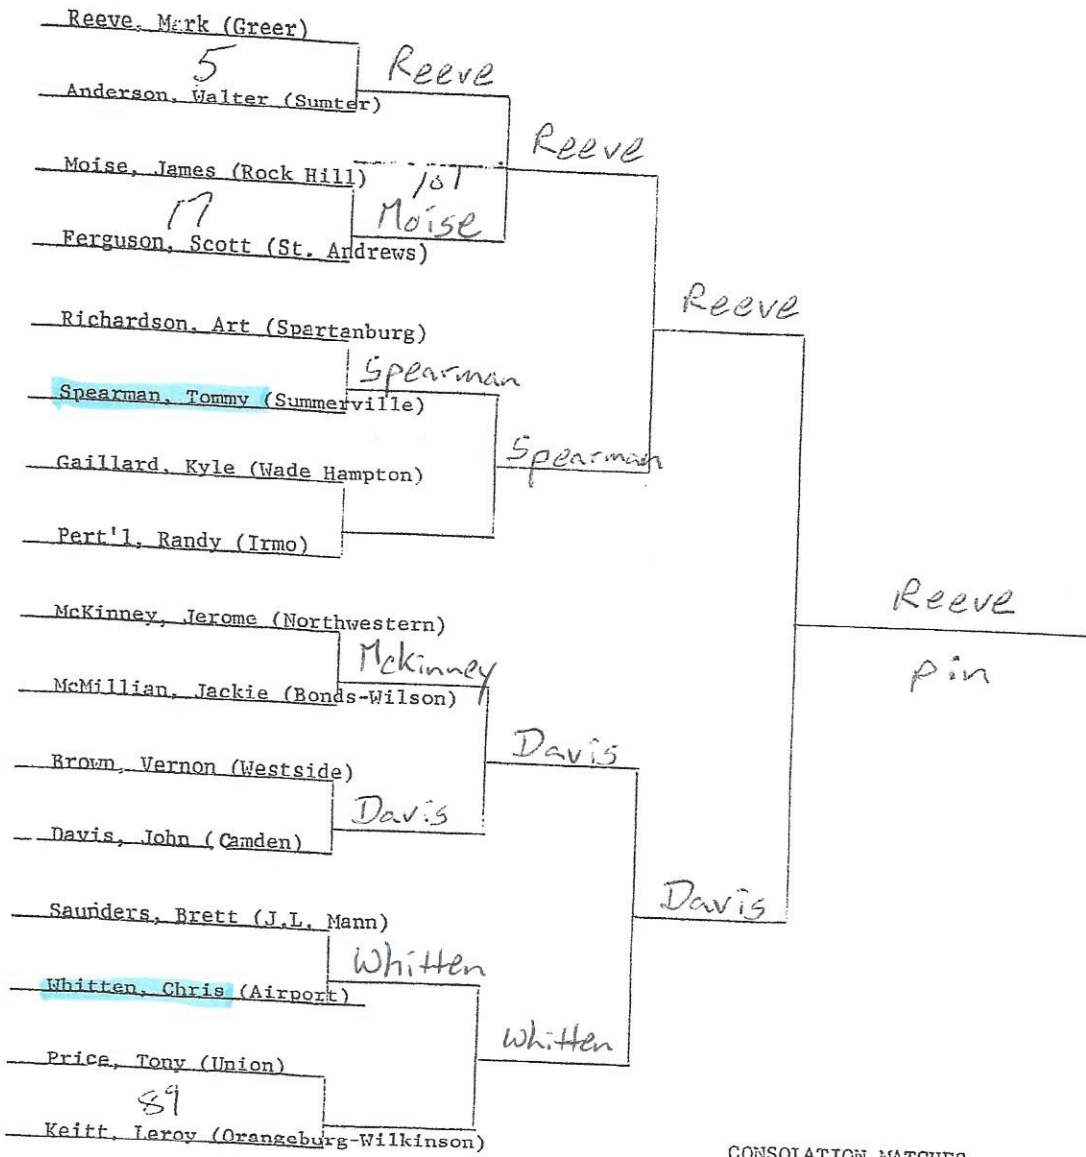 Reeve, Mark (Greer)
5
Reeve
Anderson, Walter (Sumter)
Reeve
Moise, James (Rock Hill)
101
Moise
17
Ferguson, Scott (St. Andrews)
Reeve
Richardson, Art (Spartanburg)
Spearman
Spearman, Tommy (Summerville)
Spearman
Gaillard, Kyle (Wade Hampton)
Pert'l, Randy (Irmo)
Reeve
pin
McKinney, Jerome (Northwestern)
McKinney
McMillian, Jackie (Bonds-Wilson)
Davis
Brown, Vernon (Westside)
Davis
Davis, John (Camden)
Davis
Saunders, Brett (J.L. Mann)
Whitten
Whitten, Chris (Airport)
Whitten
Price, Tony (Union)
89
Keitt, Leroy (Orangeburg-Wilkinson)
CONSOLATION MATCHES